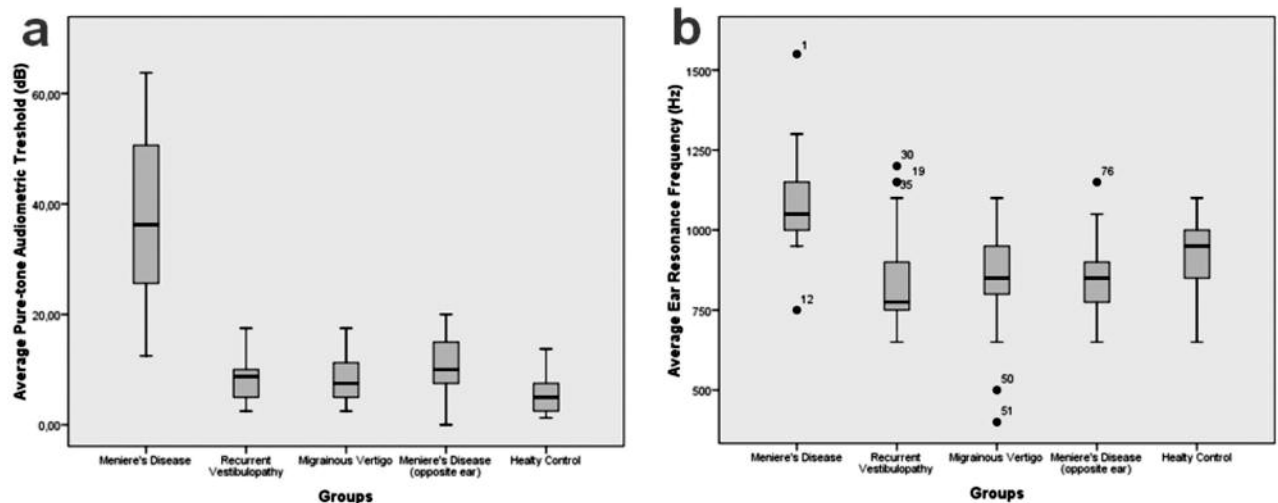 a
Average Pure-tone Audiometric Treshold (dB)
60,00
40,00
20,00
0,00
Meniere's Disease
Recurrent
Vestibulopathy
Migrainous Vertigo
Meniere's Disease
(opposite ear)
Healty Control
Groups
b
Average Ear Resonance Frequency (Hz)
1500
1250
1000
750
500
1
12
30
19
35
50
51
76
Meniere's Disease
Recurrent
Vestibulopathy
Migrainous Vertigo
Meniere's Disease
(opposite ear)
Healty Control
Groups